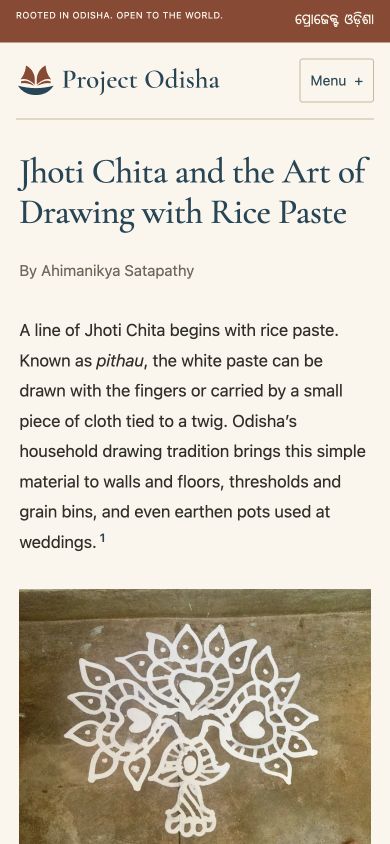 ROOTED IN ODISHA. OPEN TO THE WORLD.
ପ୍ରୋଜେକ୍ଟ ଓଡ଼ିଶା
Project Odisha
Menu +
Jhoti Chita and the Art of
Drawing with Rice Paste
By Ahimanikya Satapathy
A line of Jhoti Chita begins with rice paste.
Known as pithau, the white paste can be
drawn with the fingers or carried by a small
piece of cloth tied to a twig. Odisha’s
household drawing tradition brings this simple
material to walls and floors, thresholds and
grain bins, and even earthen pots used at
weddings. 1